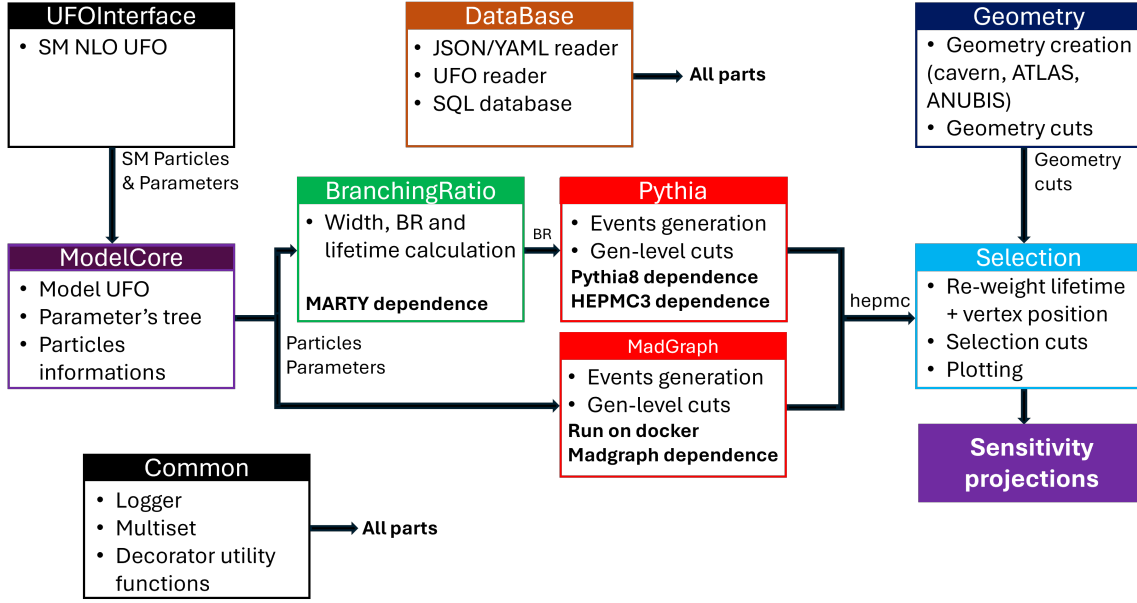 UFOInterface
• SM NLO UFO
SM Particles
& Parameters
DataBase
• JSON/YAML reader
• UFO reader
• SQL database
All parts
Geometry
• Geometry creation
(cavern, ATLAS,
ANUBIS)
• Geometry cuts
Geometry
cuts
ModelCore
• Model UFO
• Parameter's tree
• Particles
informations
Particles
Parameters
BranchingRatio
• Width, BR and
lifetime calculation
MARTY dependence
BR
Pythia
• Events generation
• Gen-level cuts
Pythia8 dependence
HEPMC3 dependence
MadGraph
• Events generation
• Gen-level cuts
Run on docker
Madgraph dependence
hepmc
Selection
• Re-weight lifetime
+ vertex position
• Selection cuts
• Plotting
Sensitivity
projections
Common
• Logger
• Multiset
• Decorator utility
functions
All parts